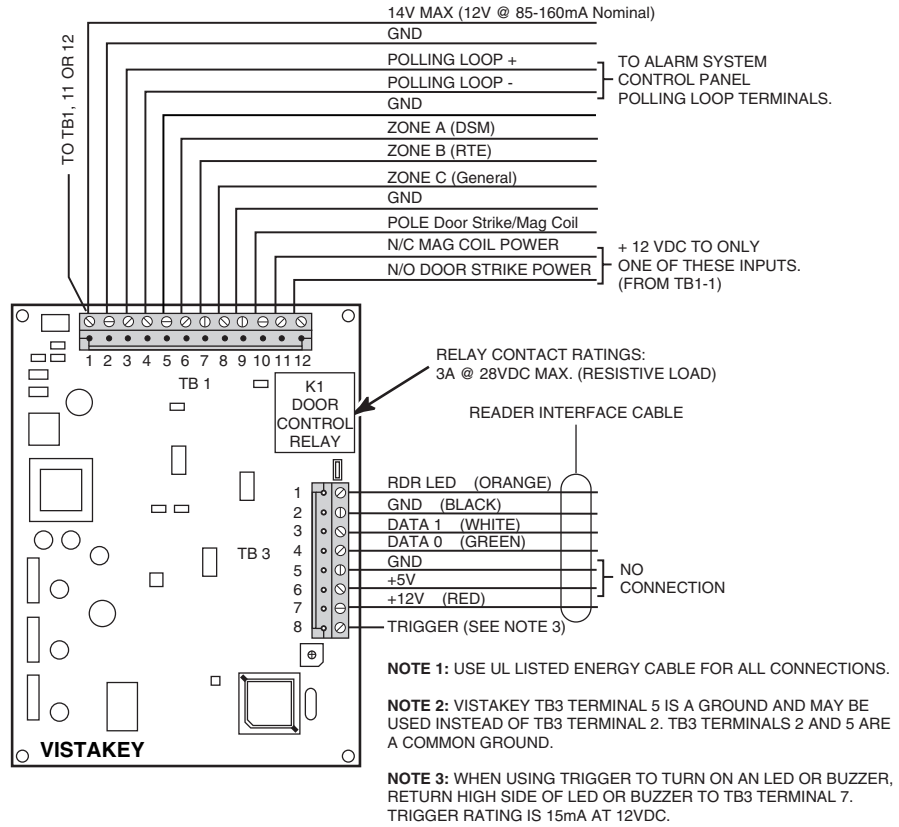 14V MAX (12V @ 85-160mA Nominal)
GND
POLLING LOOP +
POLLING LOOP -
TO ALARM SYSTEM
CONTROL PANEL
POLLING LOOP TERMINALS.
GND
ZONE A (DSM)
ZONE B (RTE)
ZONE C (General)
GND
POLE Door Strike/Mag Coil
N/C MAG COIL POWER
N/O DOOR STRIKE POWER
+ 12 VDC TO ONLY
ONE OF THESE INPUTS.
(FROM TB1-1)
TO TB1, 11 OR 12
1 2 3 4 5 6 7 8 9 10 11 12
TB 1
K1
DOOR
CONTROL
RELAY
RELAY CONTACT RATINGS:
3A @ 28VDC MAX. (RESISTIVE LOAD)
READER INTERFACE CABLE
TB 3
1 RDR LED (ORANGE)
2 GND (BLACK)
3 DATA 1 (WHITE)
4 DATA 0 (GREEN)
5 GND
6 +5V
7 +12V (RED)
8 TRIGGER (SEE NOTE 3)
NO
CONNECTION
VISTAKEY
NOTE 1: USE UL LISTED ENERGY CABLE FOR ALL CONNECTIONS.
NOTE 2: VISTAKEY TB3 TERMINAL 5 IS A GROUND AND MAY BE
USED INSTEAD OF TB3 TERMINAL 2. TB3 TERMINALS 2 AND 5 ARE
A COMMON GROUND.
NOTE 3: WHEN USING TRIGGER TO TURN ON AN LED OR BUZZER,
RETURN HIGH SIDE OF LED OR BUZZER TO TB3 TERMINAL 7.
TRIGGER RATING IS 15mA AT 12VDC.